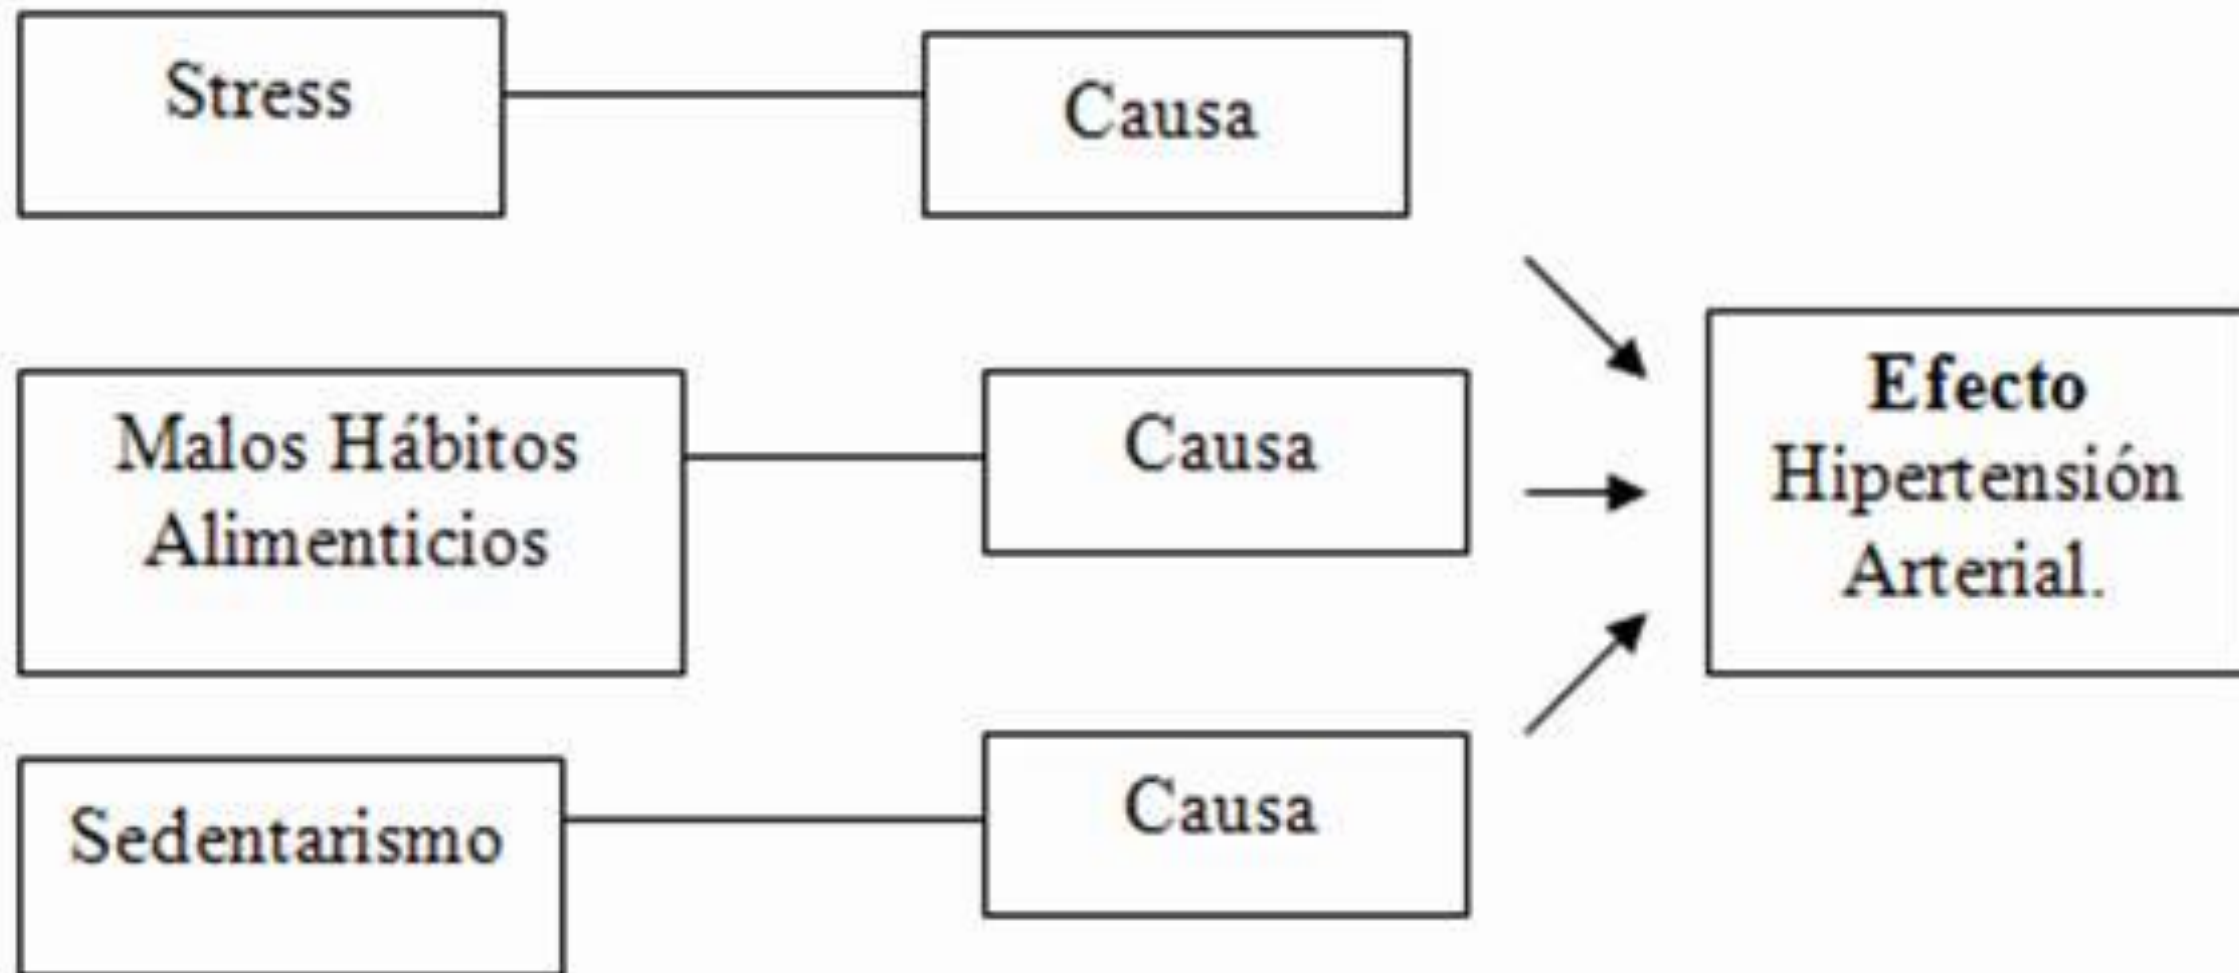 Stress
Causa
Malos Hábitos
Alimenticios
Causa
Efecto
Hipertensión
Arterial.
Sedentarismo
Causa